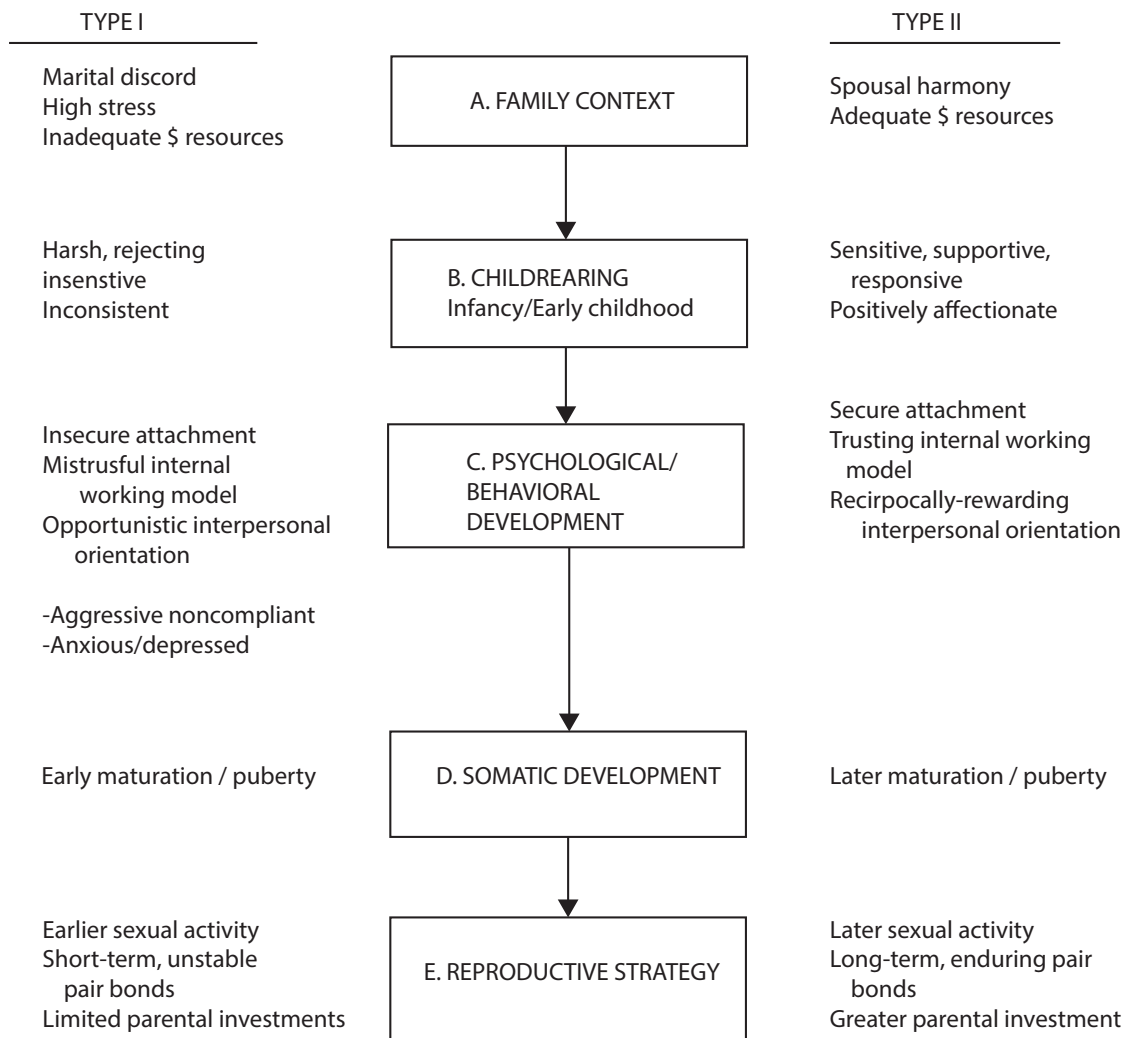 TYPE I
TYPE II
Marital discord
High stress
Inadequate $ resources
A. FAMILY CONTEXT
Spousal harmony
Adequate $ resources
Harsh, rejecting
insenstive
Inconsistent
B. CHILDREARING
Infancy/Early childhood
Sensitive, supportive,
responsive
Positively affectionate
Insecure attachment
Mistrusful internal
working model
Opportunistic interpersonal
orientation
-Aggressive noncompliant
-Anxious/depressed
C. PSYCHOLOGICAL/
BEHAVIORAL
DEVELOPMENT
Secure attachment
Trusting internal working
model
Recirpocally-rewarding
interpersonal orientation
Early maturation / puberty
D. SOMATIC DEVELOPMENT
Later maturation / puberty
Earlier sexual activity
Short-term, unstable
pair bonds
Limited parental investments
E. REPRODUCTIVE STRATEGY
Later sexual activity
Long-term, enduring pair
bonds
Greater parental investment